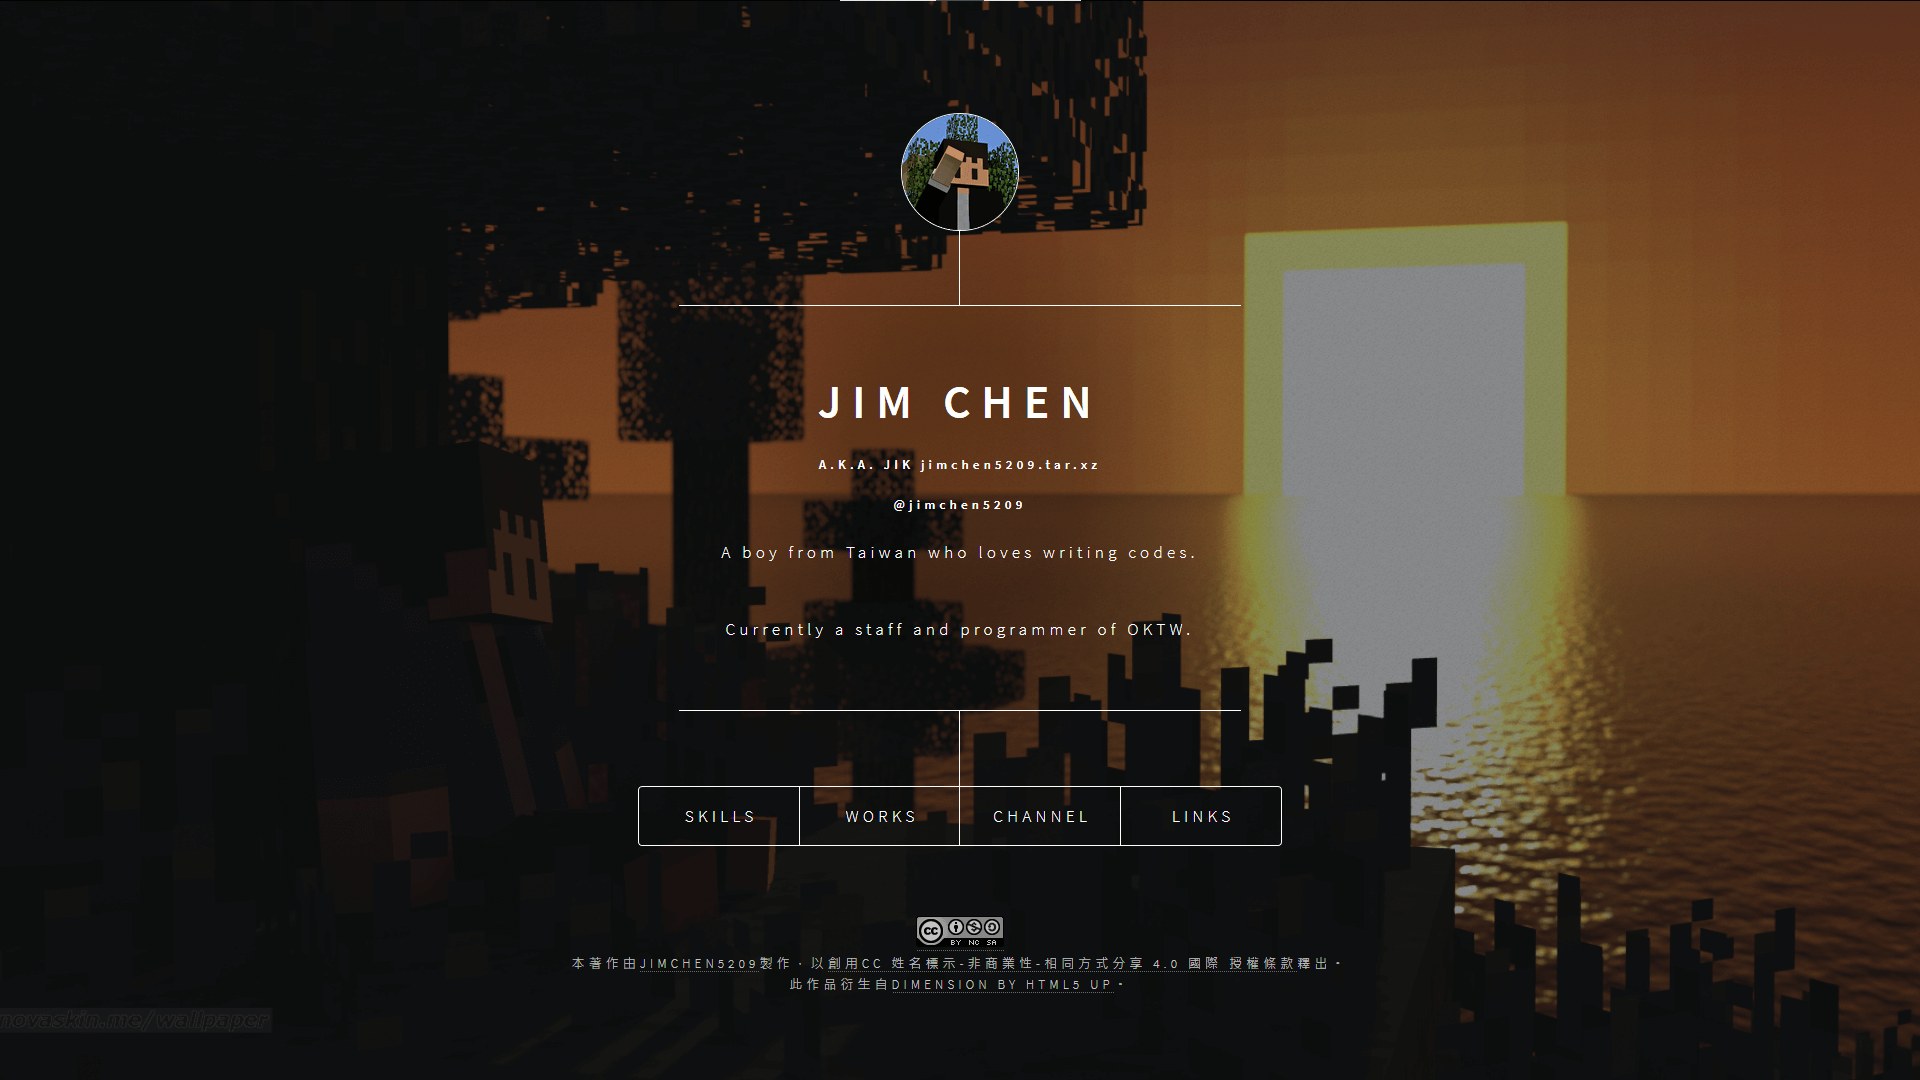 JIM CHEN
A.K.A. JIK jimchen5209.tar.xz
@jimchen5209
A boy from Taiwan who loves writing codes.
Currently a staff and programmer of OKTW.
SKILLS WORKS CHANNEL LINKS
cc BY NC SA
本著作由JIMCHEN5209製作，以創用CC 姓名標示-非商業性-相同方式分享 4.0 國際 授權條款釋出。
此作品衍生自DIMENSION BY HTML5 UP。
novaskin.me/wallpaper